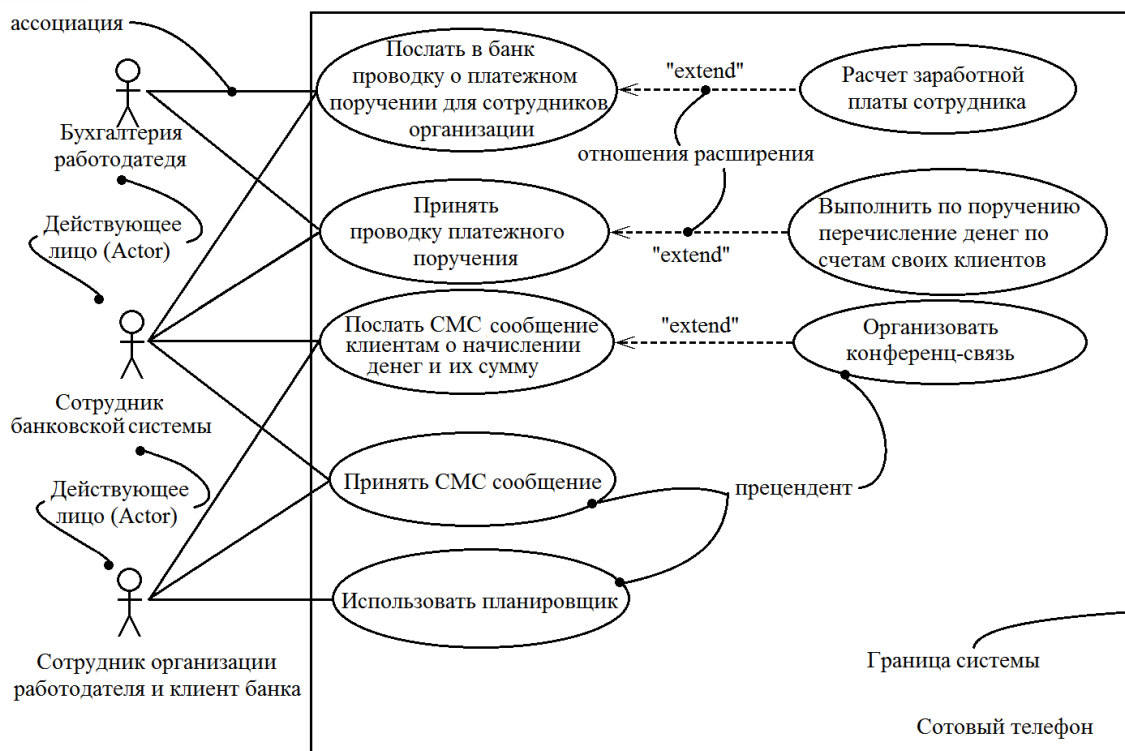 ассоциация
Послать в банк
проводку о платежном
поручении для сотрудников
организации
"extend"
Расчет заработной
платы сотрудника
Бухгалтерия
работодатедя
отношения расширения
Действующее
лицо (Actor)
Принять
проводку платежного
поручения
"extend"
Выполнить по поручению
перечисление денег по
счетам своих клиентов
Послать СМС сообщение
клиентам о начислении
денег и их сумму
"extend"
Организовать
конференц-связь
Сотрудник
банковской системы
Принять СМС сообщение
прецендент
Действующее
лицо (Actor)
Использовать планировщик
Сотрудник организации
работодателя и клиент банка
Граница системы
Сотовый телефон